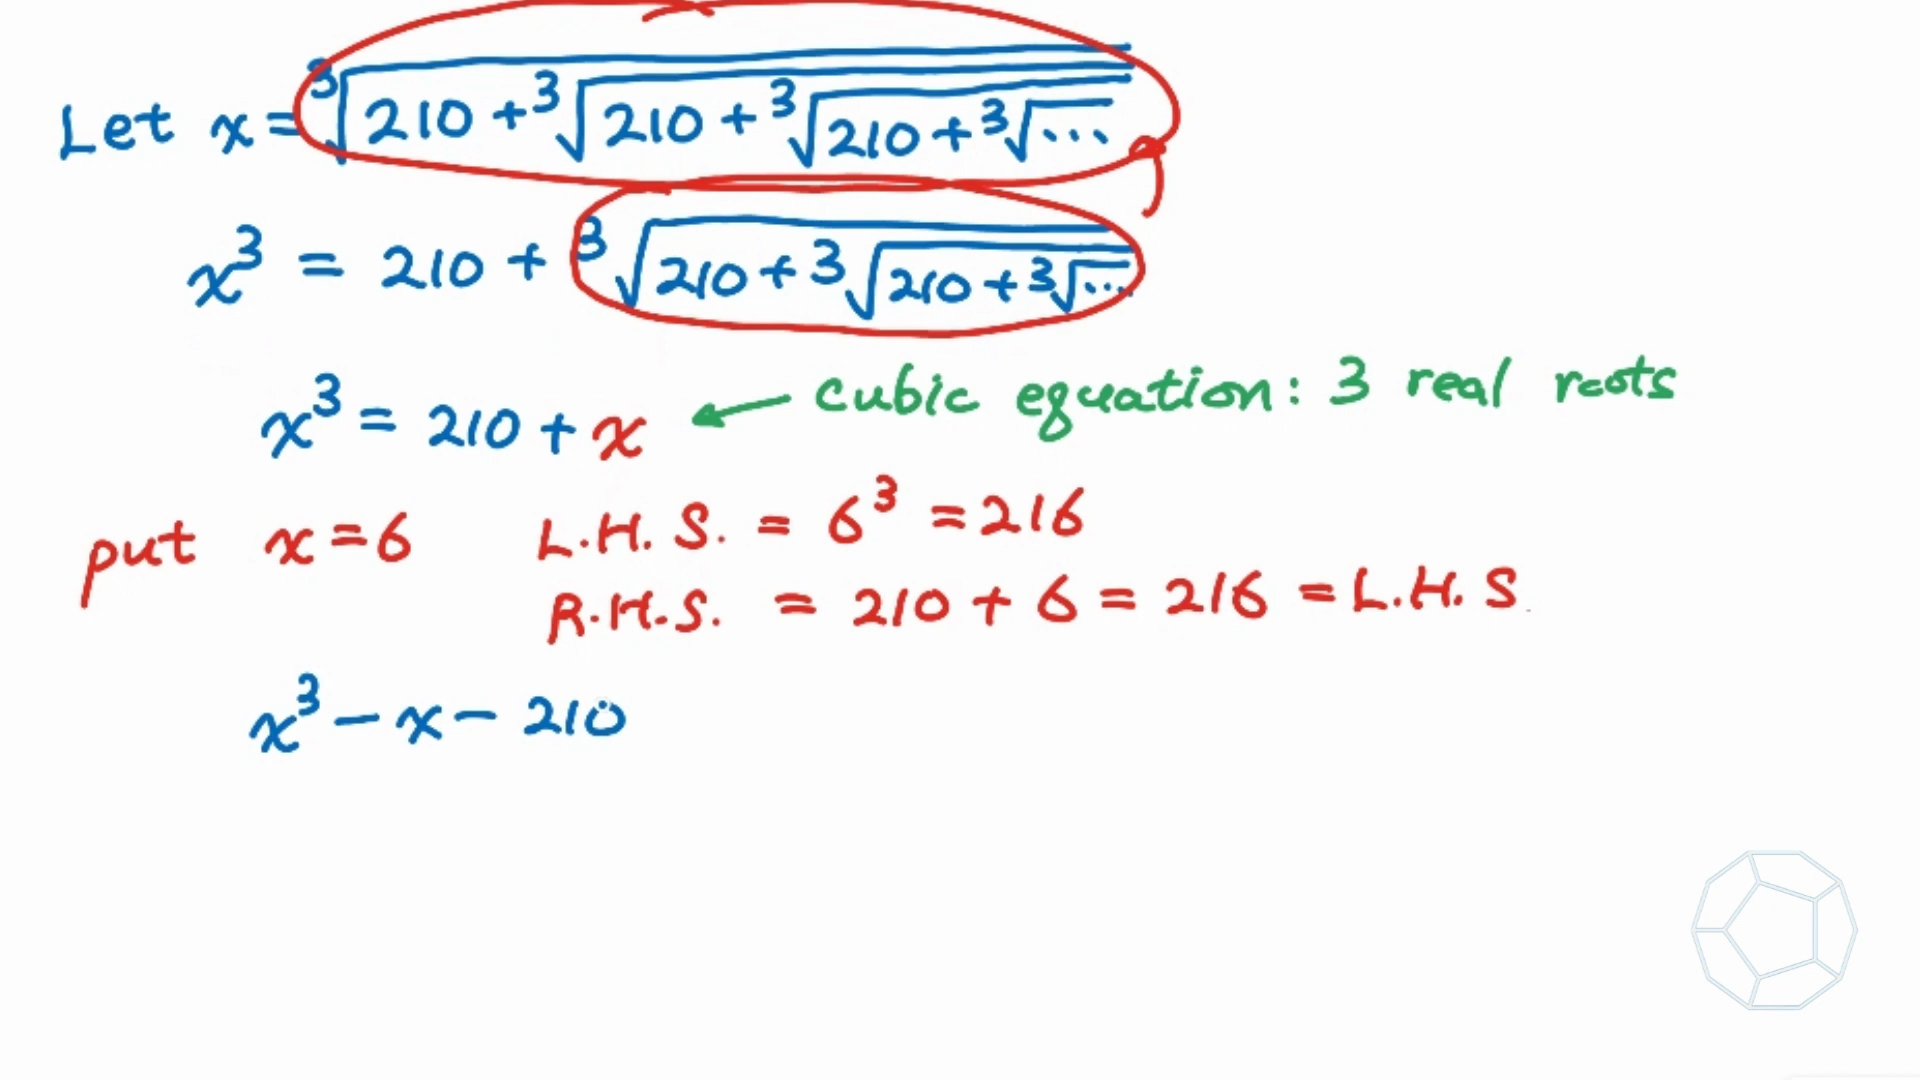 Let x = ∛(210 + ∛(210 + ∛(210 + ∛(...
x³ = 210 + ∛(210 + ∛(210 + ∛(...
x³ = 210 + x ← cubic equation: 3 real roots
put x = 6 L.H.S. = 6³ = 216
R.H.S. = 210 + 6 = 216 = L.H.S.
x³ - x - 210